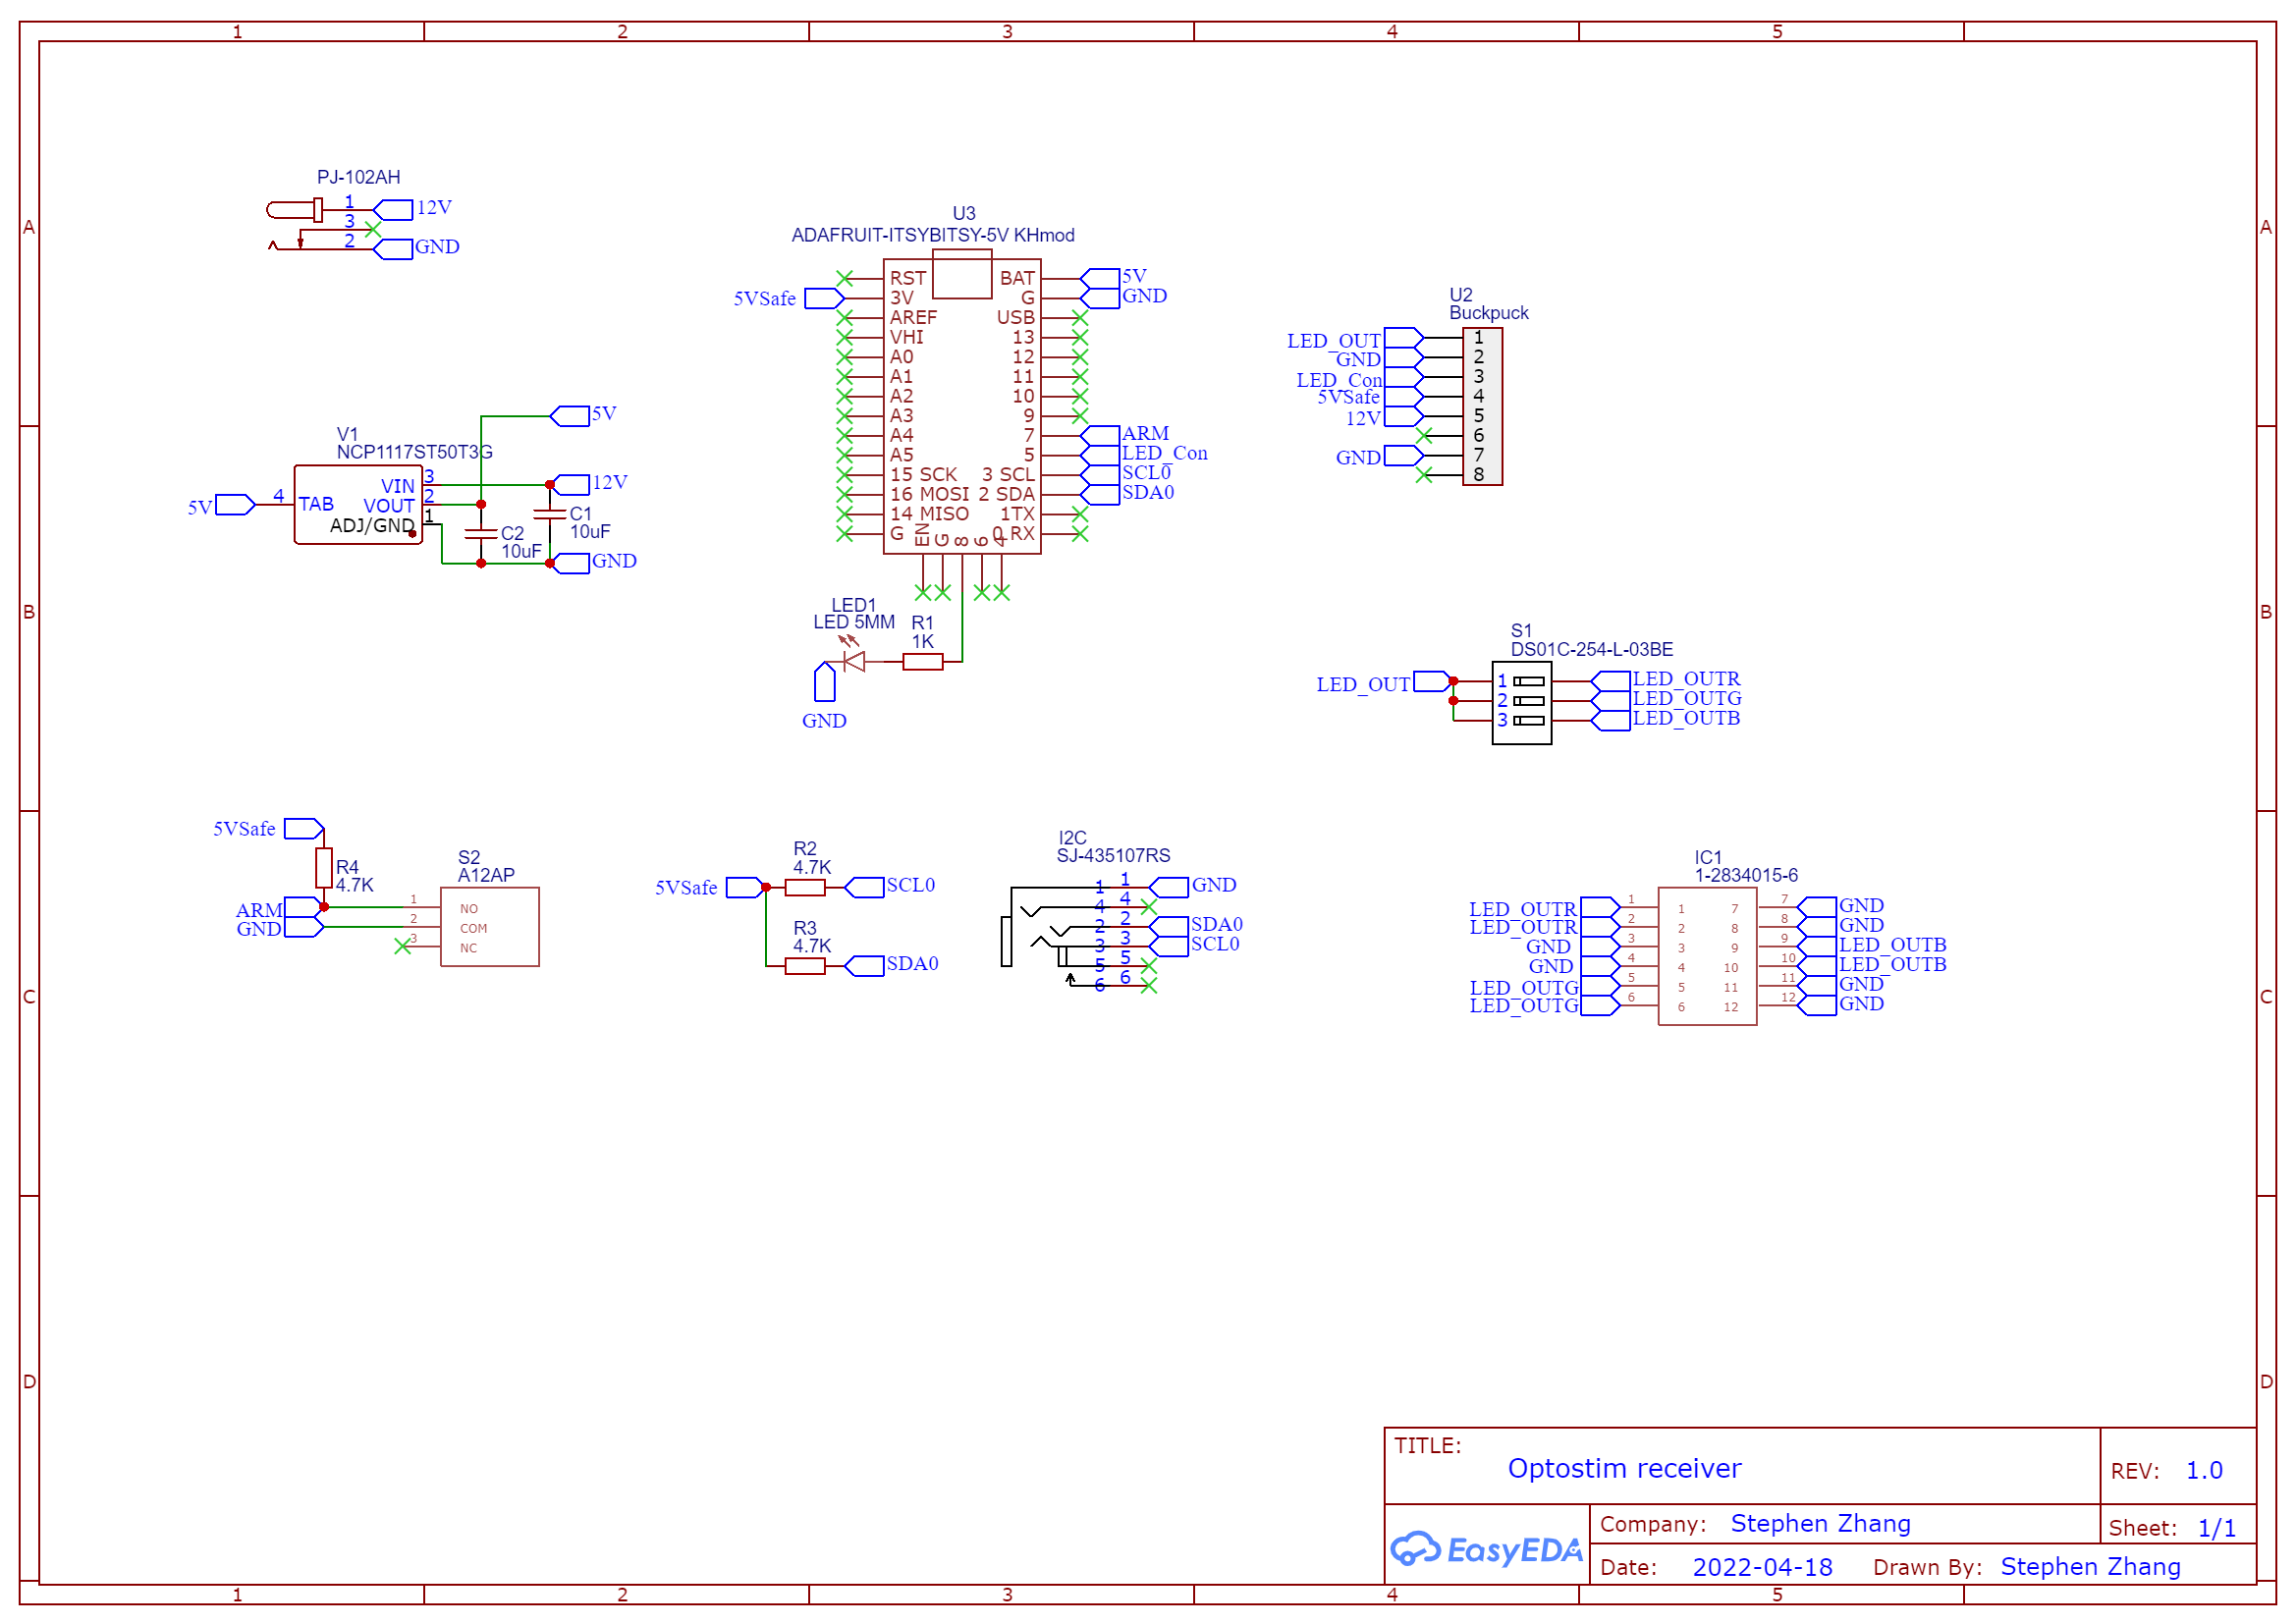 1 2 3 4 5
A A
B B
C C
D D
1 2 3 4 5
PJ-102AH
1 12V
3
2 GND
V1
NCP1117ST50T3G
5V
5V 4 TAB
VIN 3 12V
VOUT 2
ADJ/GND 1
C1
10uF
C2
10uF
GND
U3
ADAFRUIT-ITSYBITSY-5V KHmod
RST BAT 5V
5VSafe 3V G GND
AREF USB
VHI 13
A0 12
A1 11
A2 10
A3 9
A4 7 ARM
A5 5 LED_Con
15 SCK 3 SCL SCL0
16 MOSI 2 SDA SDA0
14 MISO 1TX
G 0 RX
EN G 8 6 4
LED1
LED 5MM
R1
1K
GND
U2
Buckpuck
LED_OUT 1
GND 2
LED_Con 3
5VSafe 4
12V 5
6
GND 7
8
S1
DS01C-254-L-03BE
LED_OUT 1 LED_OUTR
2 LED_OUTG
3 LED_OUTB
5VSafe
R4
4.7K
S2
A12AP
ARM 1 NO
GND 2 COM
3 NC
R2
4.7K
5VSafe SCL0
R3
4.7K
SDA0
I2C
SJ-435107RS
1 1 GND
4 4
2 2 SDA0
3 3 SCL0
5 5
6 6
IC1
1-2834015-6
LED_OUTR 1 1 7 7 GND
LED_OUTR 2 2 8 8 GND
GND 3 3 9 9 LED_OUTB
GND 4 4 10 10 LED_OUTB
LED_OUTG 5 5 11 11 GND
LED_OUTG 6 6 12 12 GND
TITLE:
Optostim receiver
REV: 1.0
EasyEDA
Company: Stephen Zhang
Sheet: 1/1
Date: 2022-04-18 Drawn By: Stephen Zhang